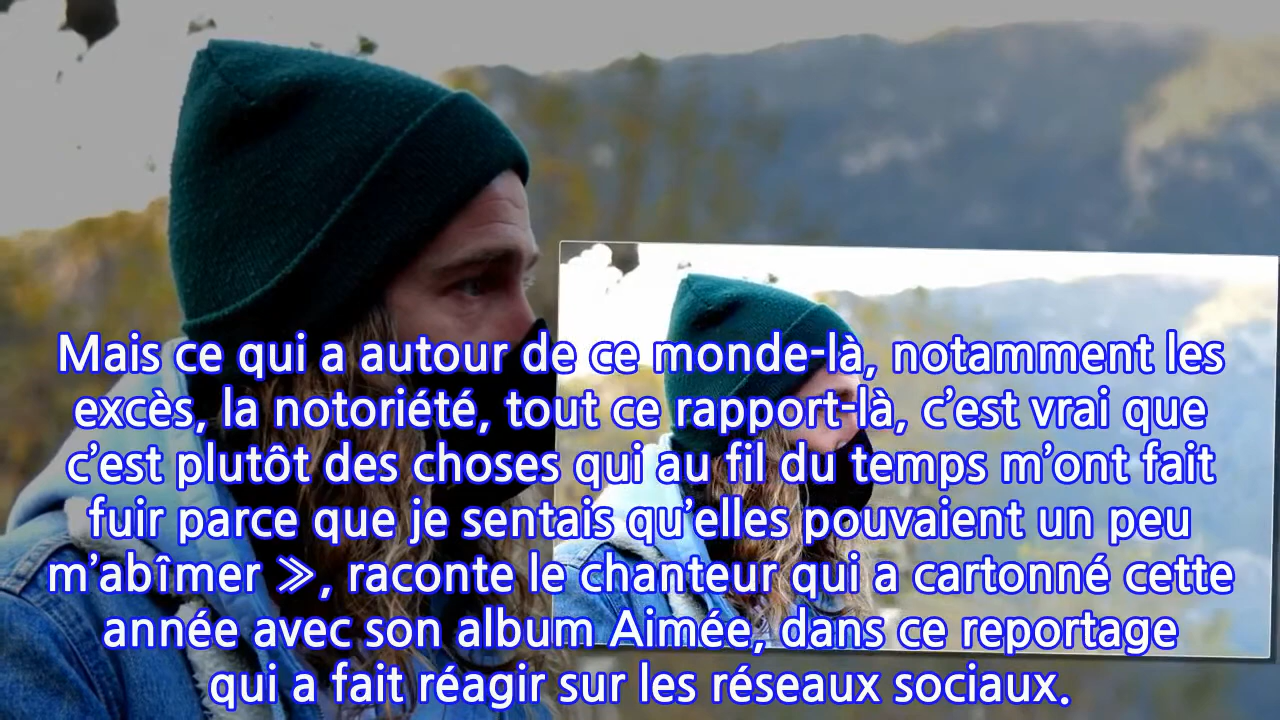 Mais ce qui a autour de ce monde-là, notamment les
excès, la notoriété, tout ce rapport-là, c’est vrai que
c’est plutôt des choses qui au fil du temps m’ont fait
fuir parce que je sentais qu’elles pouvaient un peu
m’abîmer ≫, raconte le chanteur qui a cartonné cette
année avec son album Aimée, dans ce reportage
qui a fait réagir sur les réseaux sociaux.